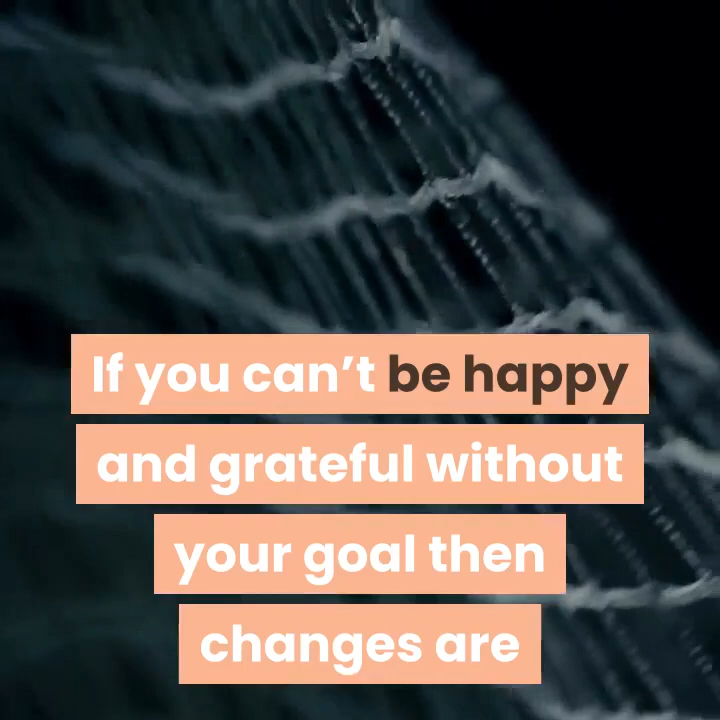 If you can’t be happy
and grateful without
your goal then
changes are